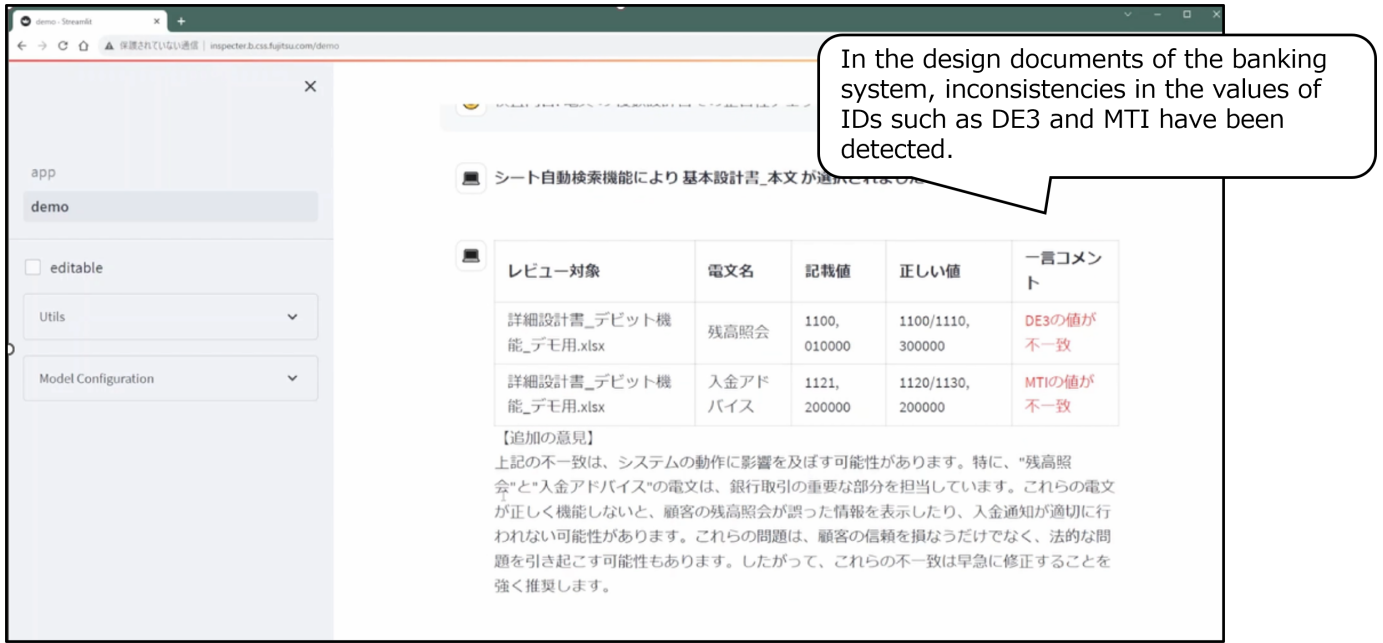 demo - Streamlit
保護されていない通信 | inspecter.b.css.fujitsu.com/demo
In the design documents of the banking
system, inconsistencies in the values of
IDs such as DE3 and MTI have been
detected.
app
demo
editable
Utils
Model Configuration
シート自動検索機能により 基本設計書_本文 が選択されました
レビュー対象 電文名 記載値 正しい値 一言コメン
ト
詳細設計書_デビット機
能_デモ用.xlsx
残高照会
1100,
010000
1100/1110,
300000
DE3の値が
不一致
詳細設計書_デビット機
能_デモ用.xlsx
入金アド
バイス
1121,
200000
1120/1130,
200000
MTIの値が
不一致
【追加の意見】
上記の不一致は、システムの動作に影響を及ぼす可能性があります。特に、"残高照
会"と"入金アドバイス"の電文は、銀行取引の重要な部分を担当しています。これらの電文
が正しく機能しないと、顧客の残高照会が誤った情報を表示したり、入金通知が適切に行
われない可能性があります。これらの問題は、顧客の信頼を損なうだけでなく、法的な問
題を引き起こす可能性もあります。したがって、これらの不一致は早急に修正することを
強く推奨します。